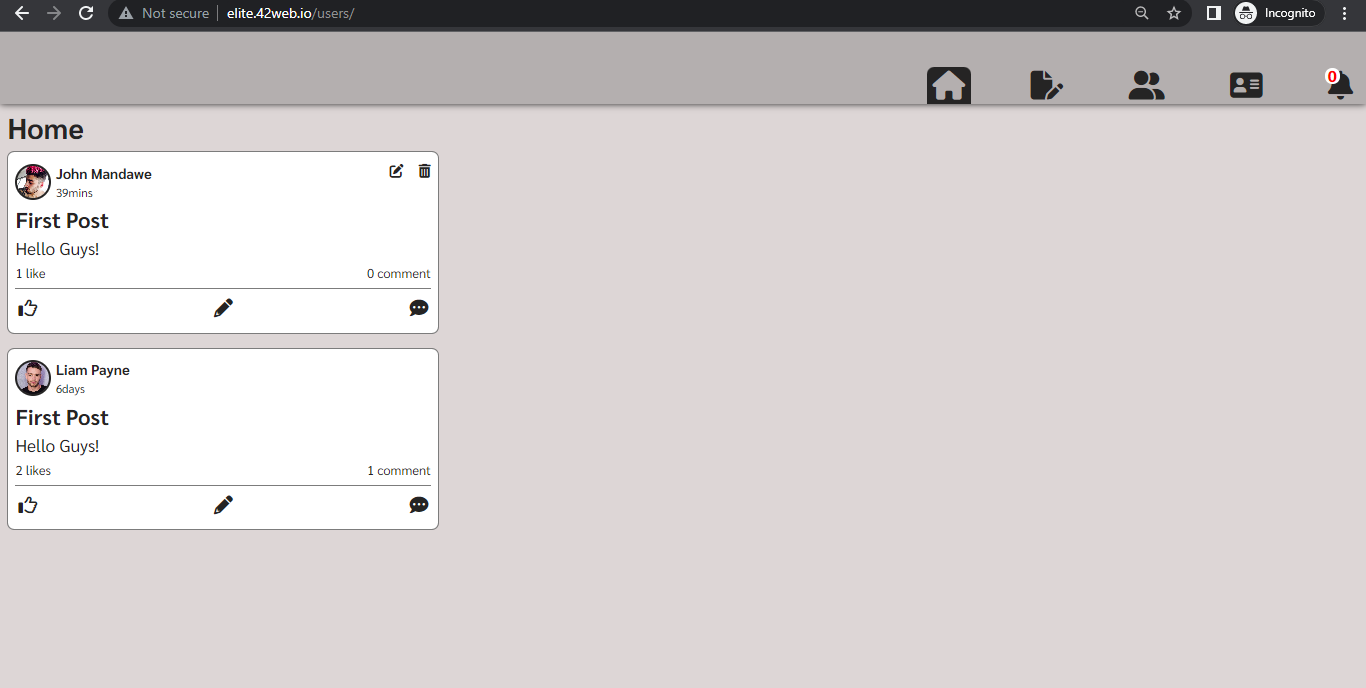 Not secure elite.42web.io/users/ Incognito
0
Home
John Mandawe
39mins
First Post
Hello Guys!
1 like 0 comment
Liam Payne
6days
First Post
Hello Guys!
2 likes 1 comment